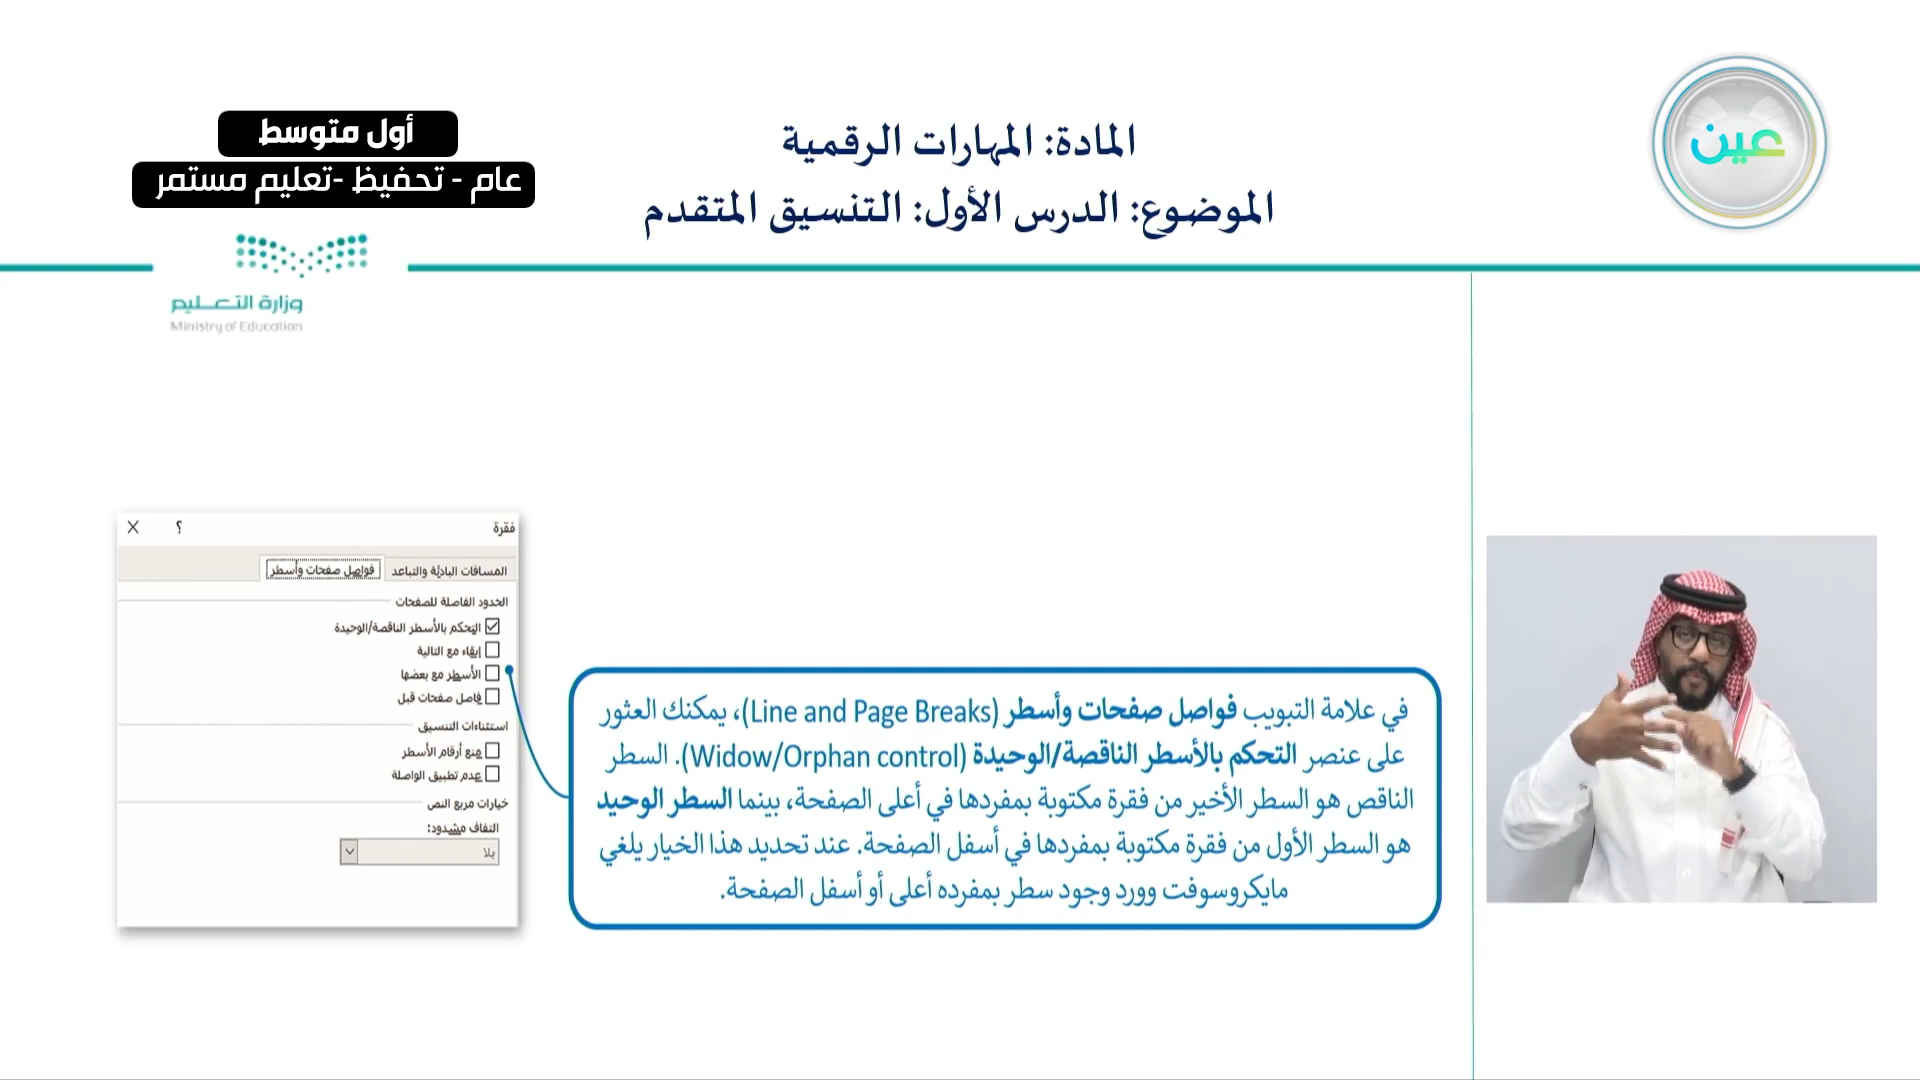 عين
المادة: المهارات الرقمية
الموضوع: الدرس الأول: التنسيق المتقدم
أول متوسط
عام - تحفيظ -تعليم مستمر
وزارة التعليم
Ministry of Education
فقرة ؟ X
المسافات البادئة والتباعد فواصل صفحات وأسطر
الحدود الفاصلة للصفحات
التحكم بالأسطر الناقصة/الوحيدة
إبقاء مع التالية
الأسطر مع بعضها
فاصل صفحات قبل
استثناءات التنسيق
منع أرقام الأسطر
عدم تطبيق الواصلة
خيارات مربع النص
التفاف مشدود:
بلا
في علامة التبويب فواصل صفحات وأسطر (Line and Page Breaks)، يمكنك العثور
على عنصر التحكم بالأسطر الناقصة/الوحيدة (Widow/Orphan control). السطر
الناقص هو السطر الأخير من فقرة مكتوبة بمفردها في أعلى الصفحة، بينما السطر الوحيد
هو السطر الأول من فقرة مكتوبة بمفردها في أسفل الصفحة. عند تحديد هذا الخيار يلغي
مايكروسوفت وورد وجود سطر بمفرده أعلى أو أسفل الصفحة.